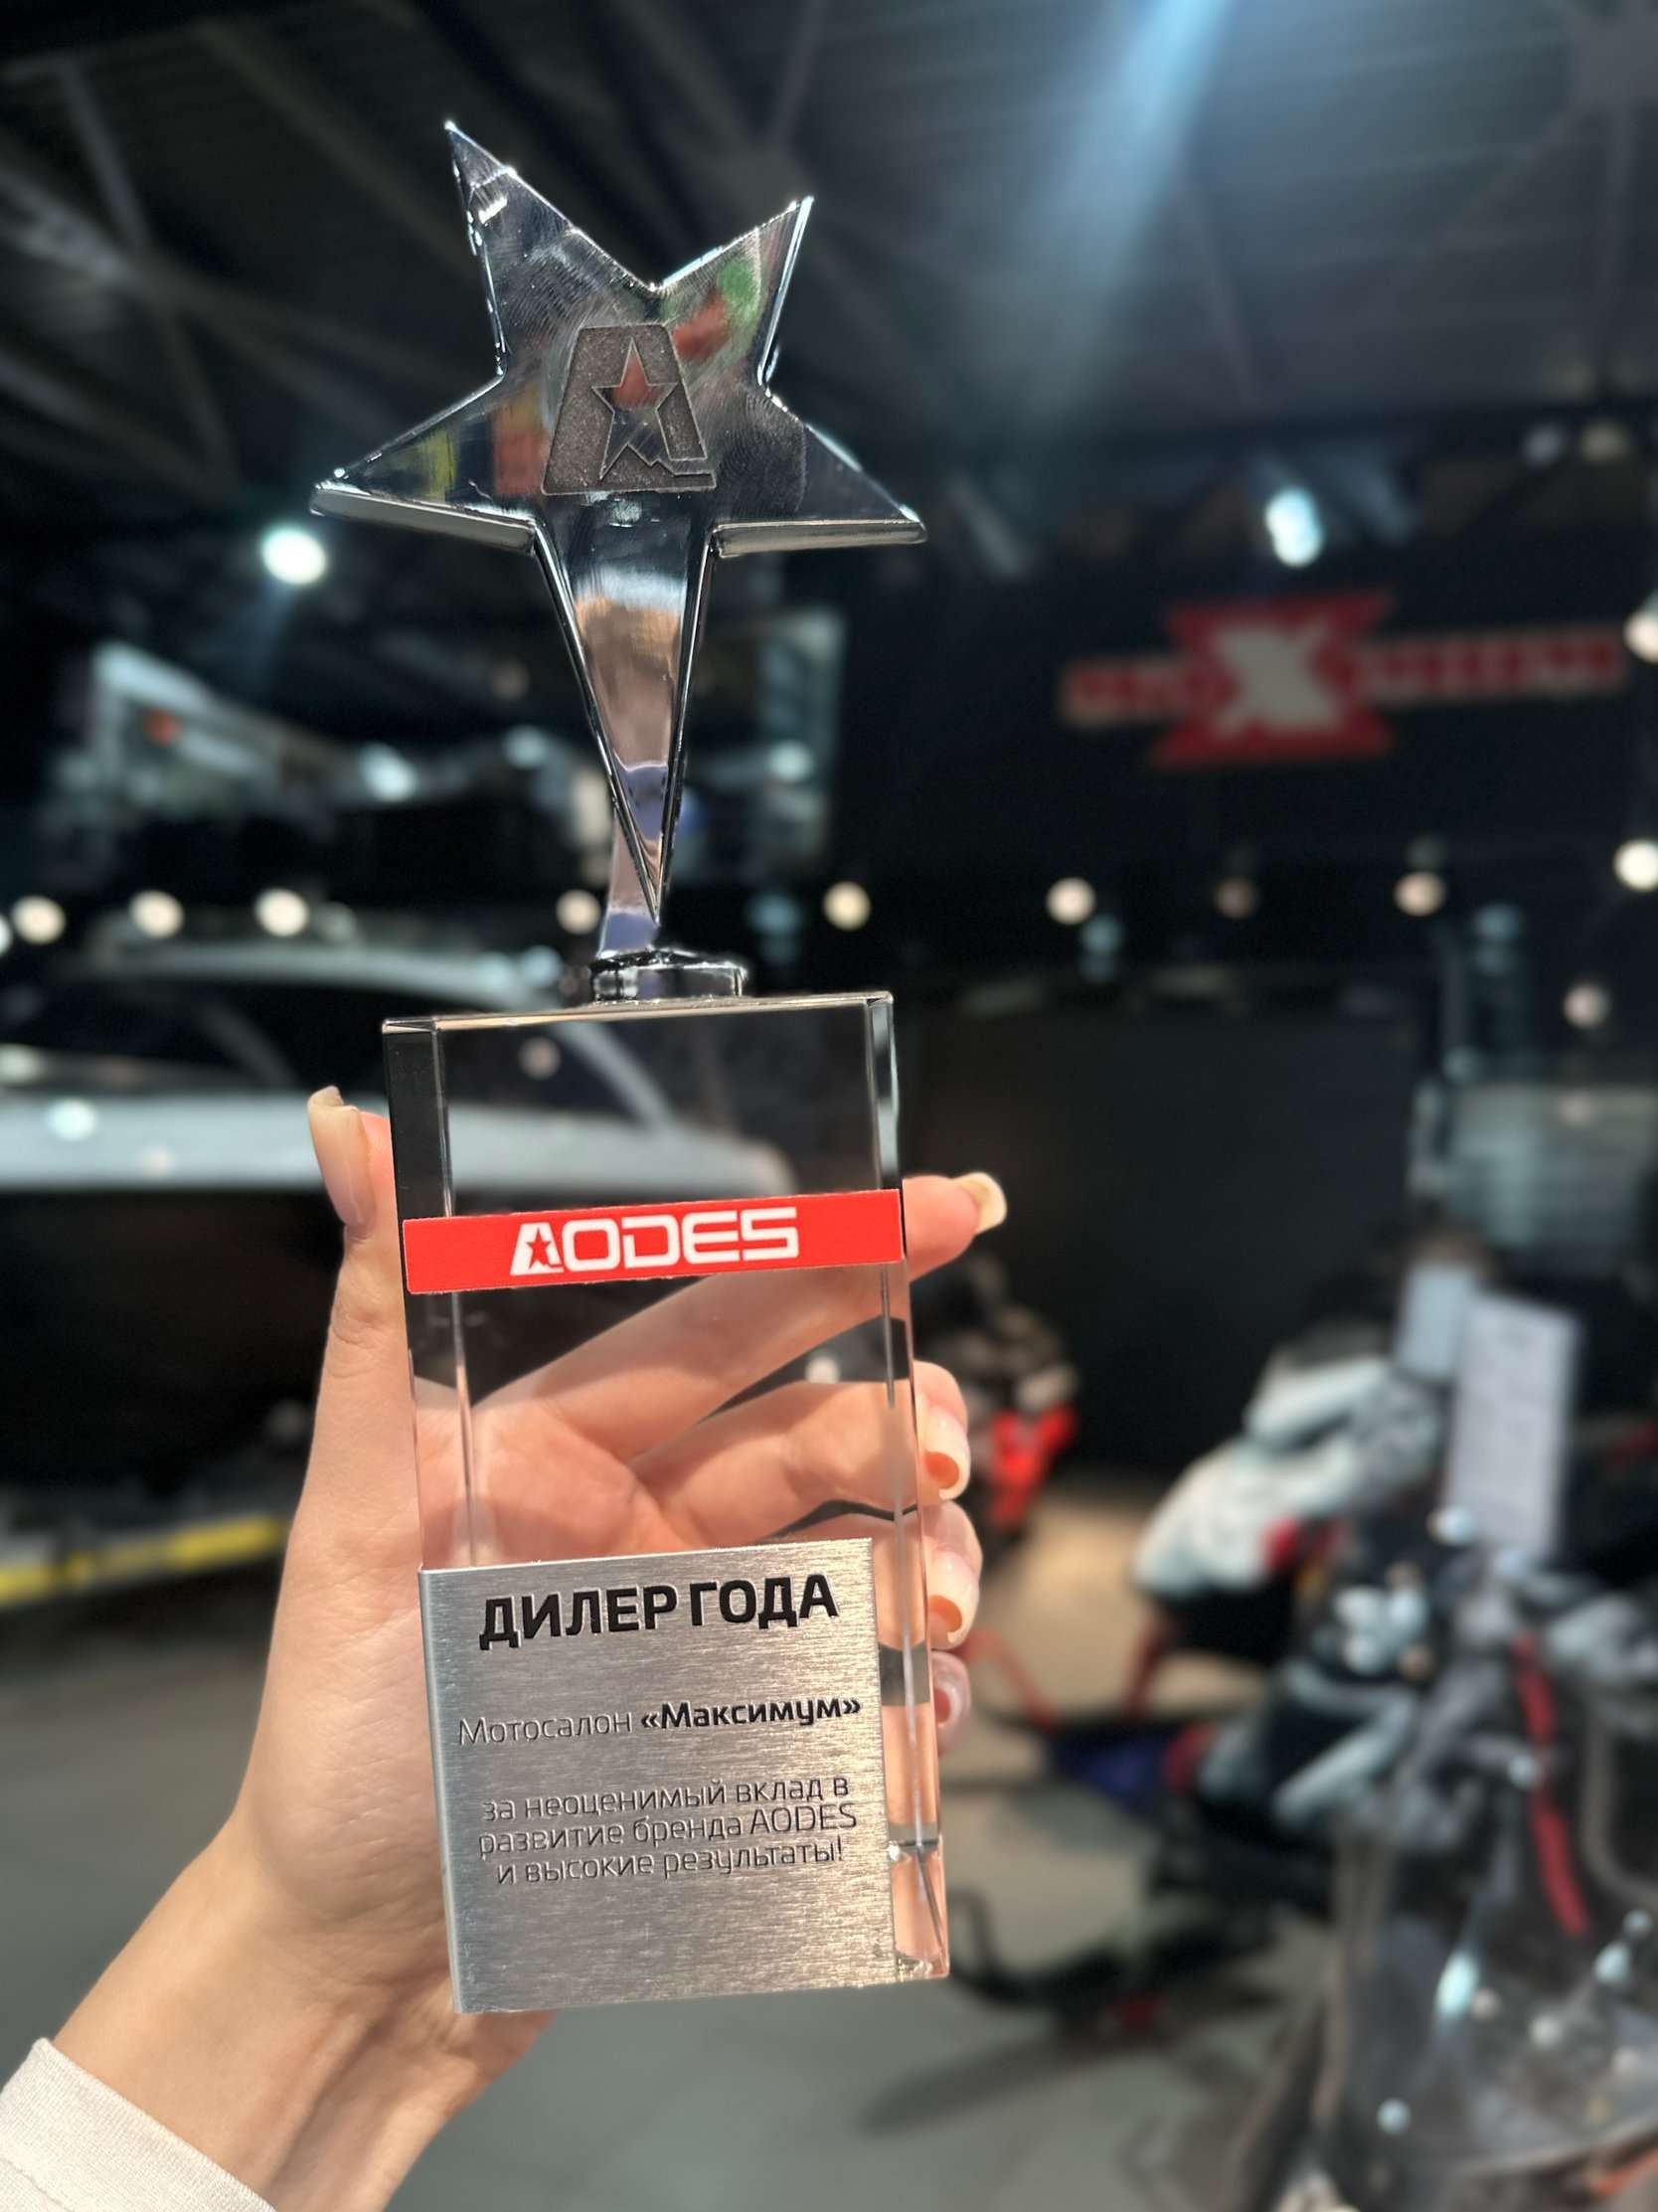 AODES
ДИЛЕР ГОДА
Мотосалон «Максимум»
за неоценимый вклад в
развитие бренда AODES
и высокие результаты!